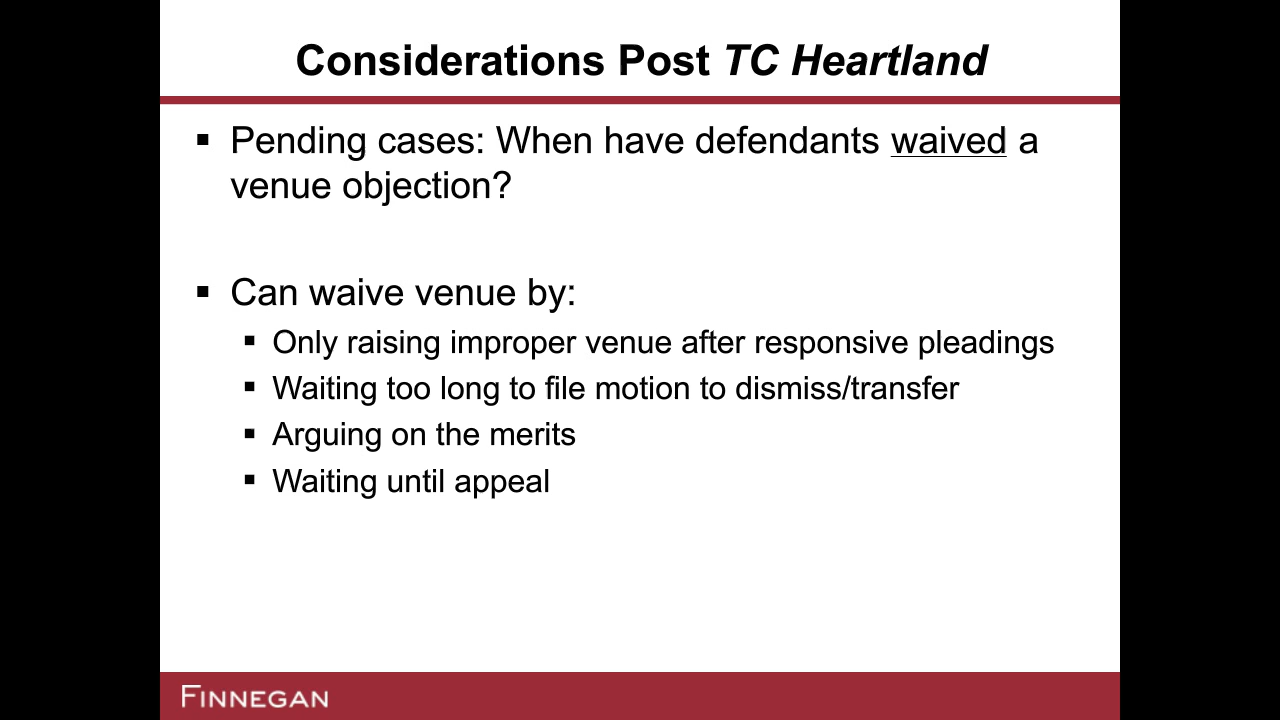 Considerations Post TC Heartland
▪ Pending cases: When have defendants waived a
venue objection?
▪ Can waive venue by:
▪ Only raising improper venue after responsive pleadings
▪ Waiting too long to file motion to dismiss/transfer
▪ Arguing on the merits
▪ Waiting until appeal
FINNEGAN